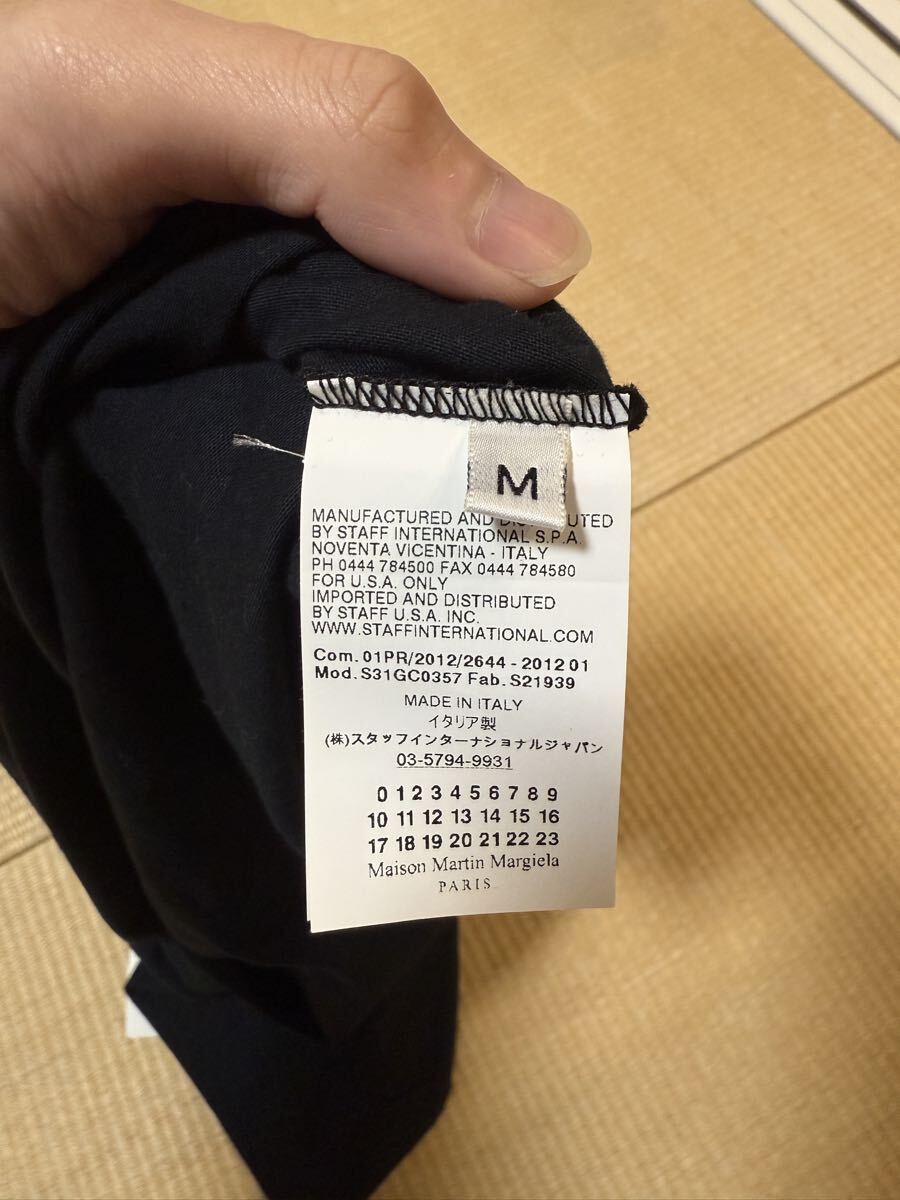 M
MANUFACTURED AND
BY STAFF INTERNATIONAL S.P.A.
NOVENTA VICENTINA - ITALY
PH 0444 784500 FAX 0444 784580
FOR U.S.A. ONLY
IMPORTED AND DISTRIBUTED
BY STAFF U.S.A. INC.
WWW.STAFFINTERNATIONAL.COM
Com. 01PR/2012/2644 - 2012 01
Mod. S31GC0357 Fab. S21939
MADE IN ITALY
イタリア製
(株)スタッフインターナショナルジャパン
03-5794-9931
0 1 2 3 4 5 6 7 8 9
10 11 12 13 14 15 16
17 18 19 20 21 22 23
Maison Martin Margiela
PARIS